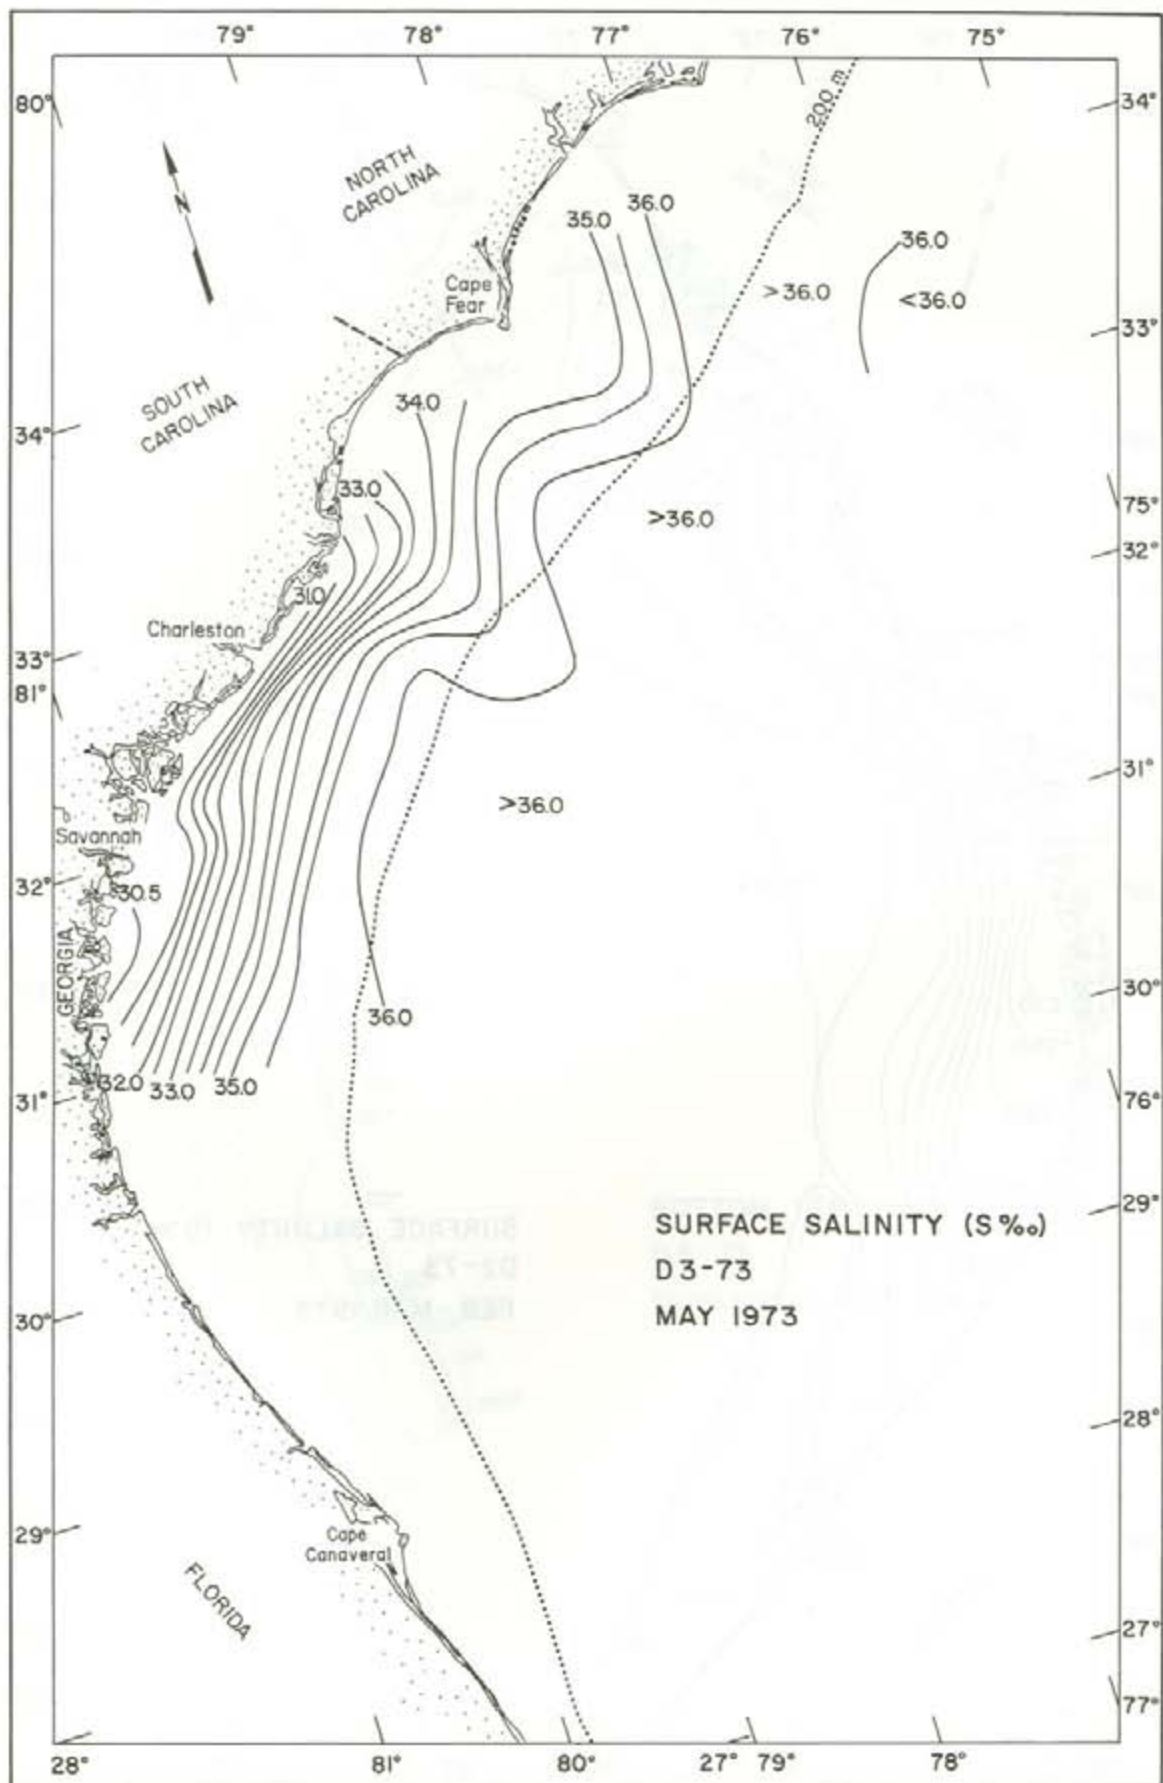 79° 78° 77° 76° 75°
80°
34°
200 m
N
NORTH
CAROLINA
35.0 36.0
36.0
Cape
Fear
>36.0
<36.0
33°
SOUTH
CAROLINA
34.0
34°
33.0
>36.0
75°
32°
31.0
Charleston
33°
81°
31°
>36.0
Savannah
32°
30.5
GEORGIA
30°
36.0
32.0 33.0 35.0
31°
76°
29°
SURFACE SALINITY (S‰)
D3-73
MAY 1973
30°
28°
29°
Cape
Canaveral
FLORIDA
27°
77°
28° 81° 80° 27° 79° 78°